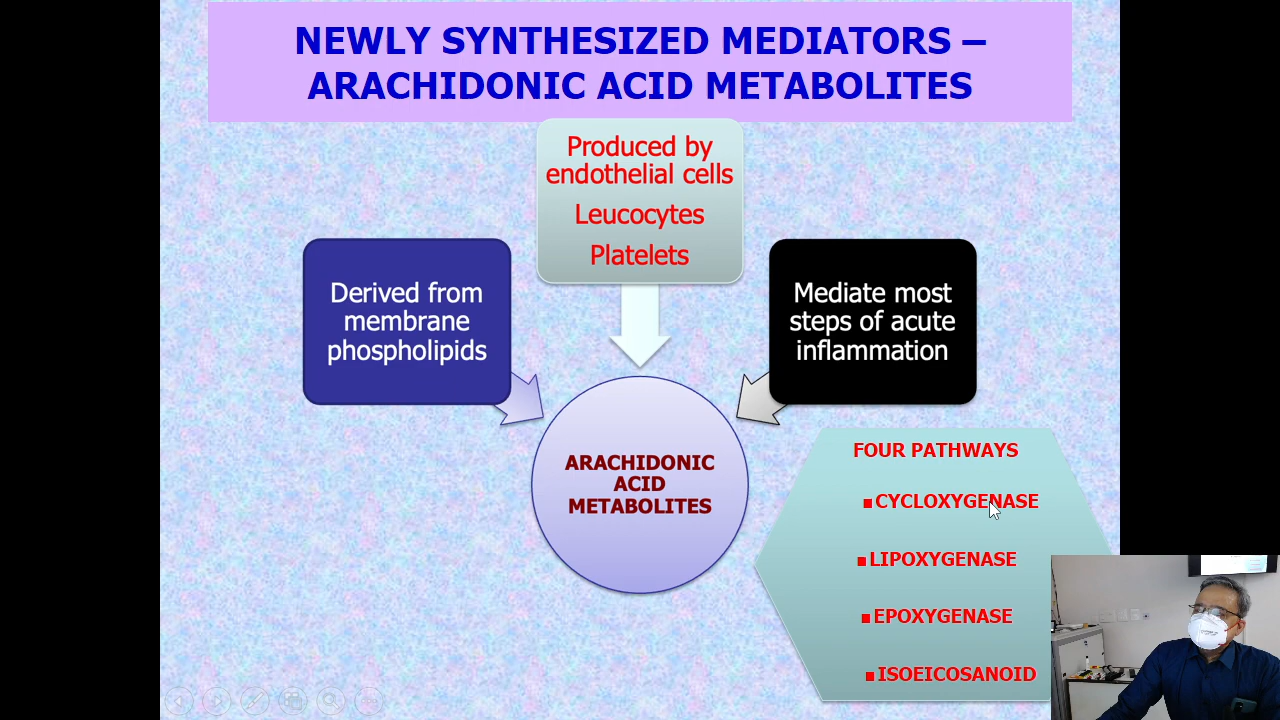 NEWLY SYNTHESIZED MEDIATORS –
ARACHIDONIC ACID METABOLITES
Produced by
endothelial cells
Leucocytes
Platelets
Derived from
membrane
phospholipids
Mediate most
steps of acute
inflammation
ARACHIDONIC
ACID
METABOLITES
FOUR PATHWAYS
▪CYCLOXYGENASE
▪LIPOXYGENASE
▪EPOXYGENASE
▪ISOEICOSANOID